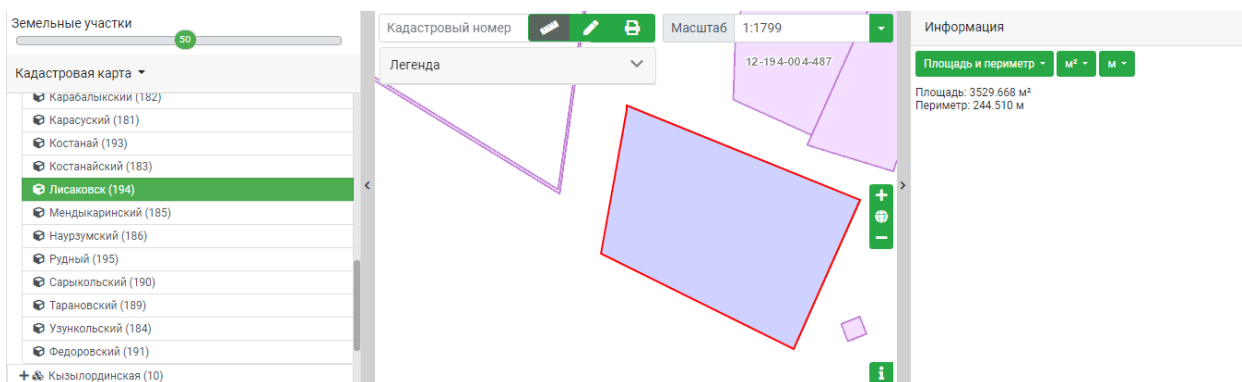 Земельные участки
50
Кадастровая карта
Карабалыкский (182)
Карасуский (181)
Костанай (193)
Костанайский (183)
Лисаковск (194)
Мендыкаринский (185)
Наурзумский (186)
Рудный (195)
Сарыкольский (190)
Тарановский (189)
Узункольский (184)
Федоровский (191)
Кызылординская (10)
Кадастровый номер
Масштаб 1:1799
Легенда
12-194-004-487
Информация
Площадь и периметр м² м
Площадь: 3529.668 м²
Периметр: 244.510 м